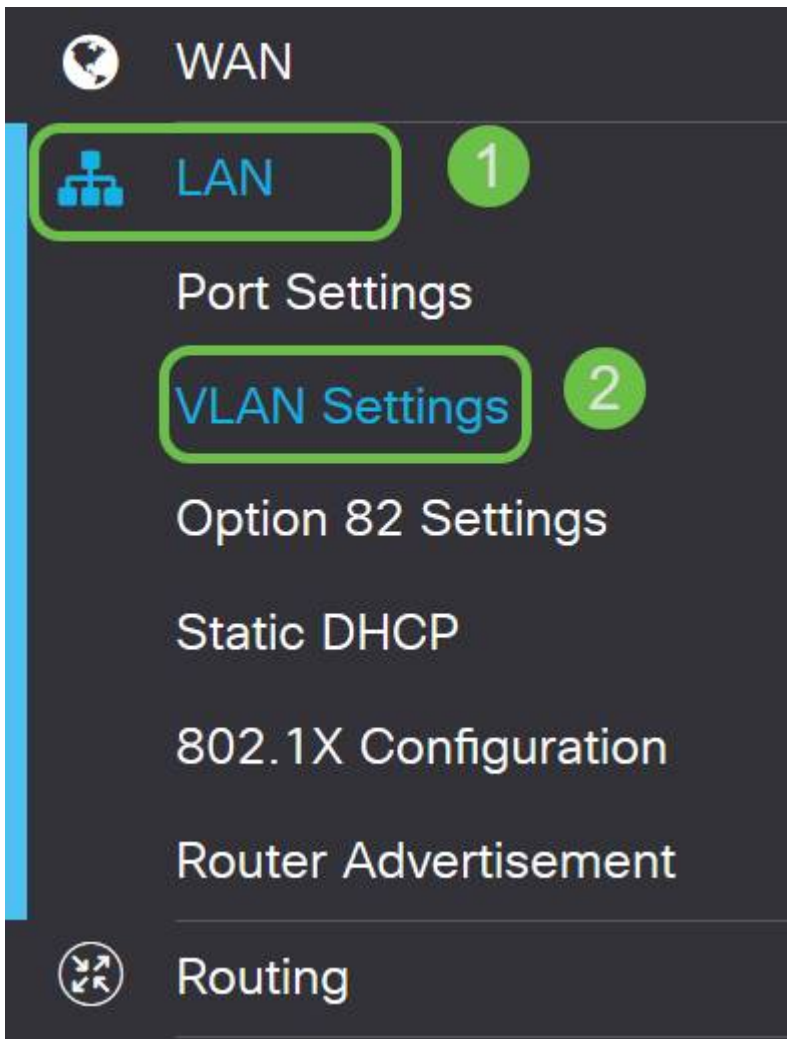 WAN
LAN 1
Port Settings
VLAN Settings 2
Option 82 Settings
Static DHCP
802.1X Configuration
Router Advertisement
Routing